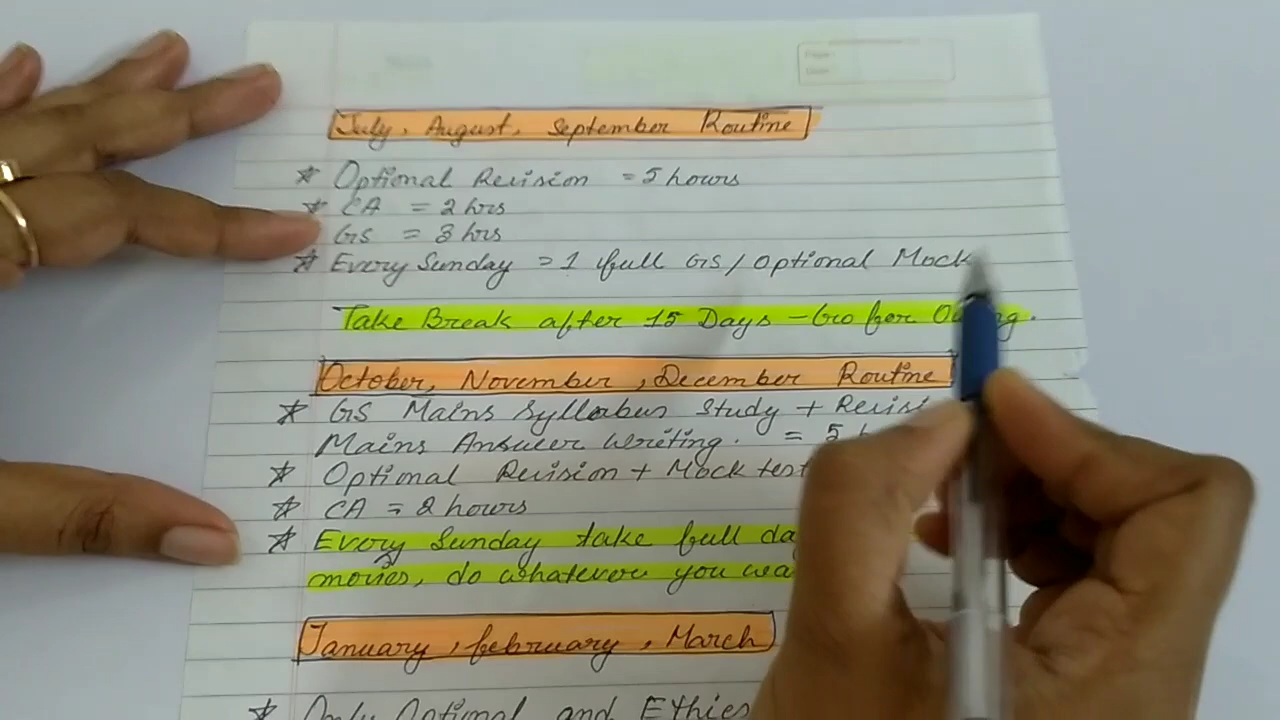 July, August, September Routine
☆ Optional Revision = 5 hours
☆ CA = 2 hrs
GS = 3 hrs
☆ Every Sunday = 1 full GS/Optional Mock
Take Break after 15 Days - Go for
October, November, December Routine
☆ GS Mains Syllabus Study +
Mains Answer Writing. = 5
☆ Optional Revision + Mock test
☆ CA = 2 hours
☆ Every Sunday take full
movies, do whatever you
January, february, March
☆ Only Optional and Ethics